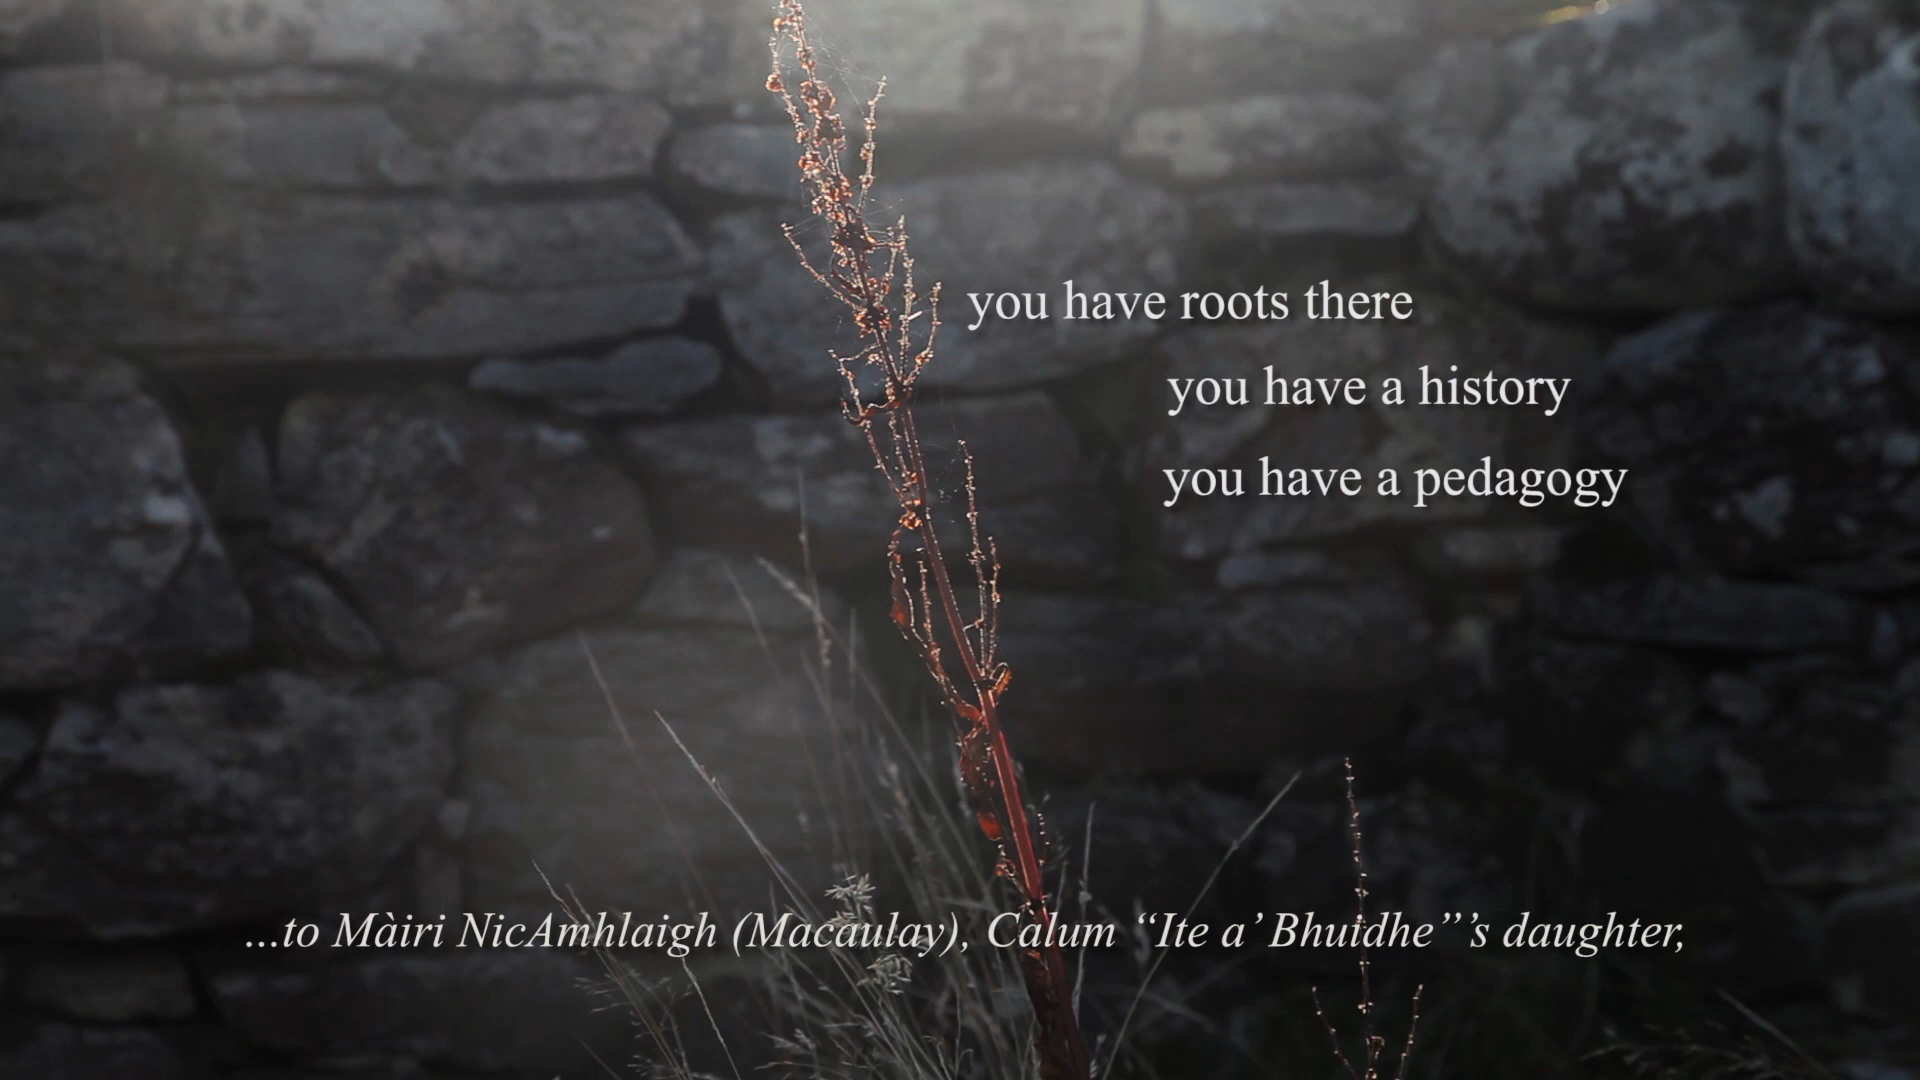 you have roots there
you have a history
you have a pedagogy
...to Màiri NicAmhlaigh (Macaulay), Calum “Ite a’ Bhuidhe”’s daughter,